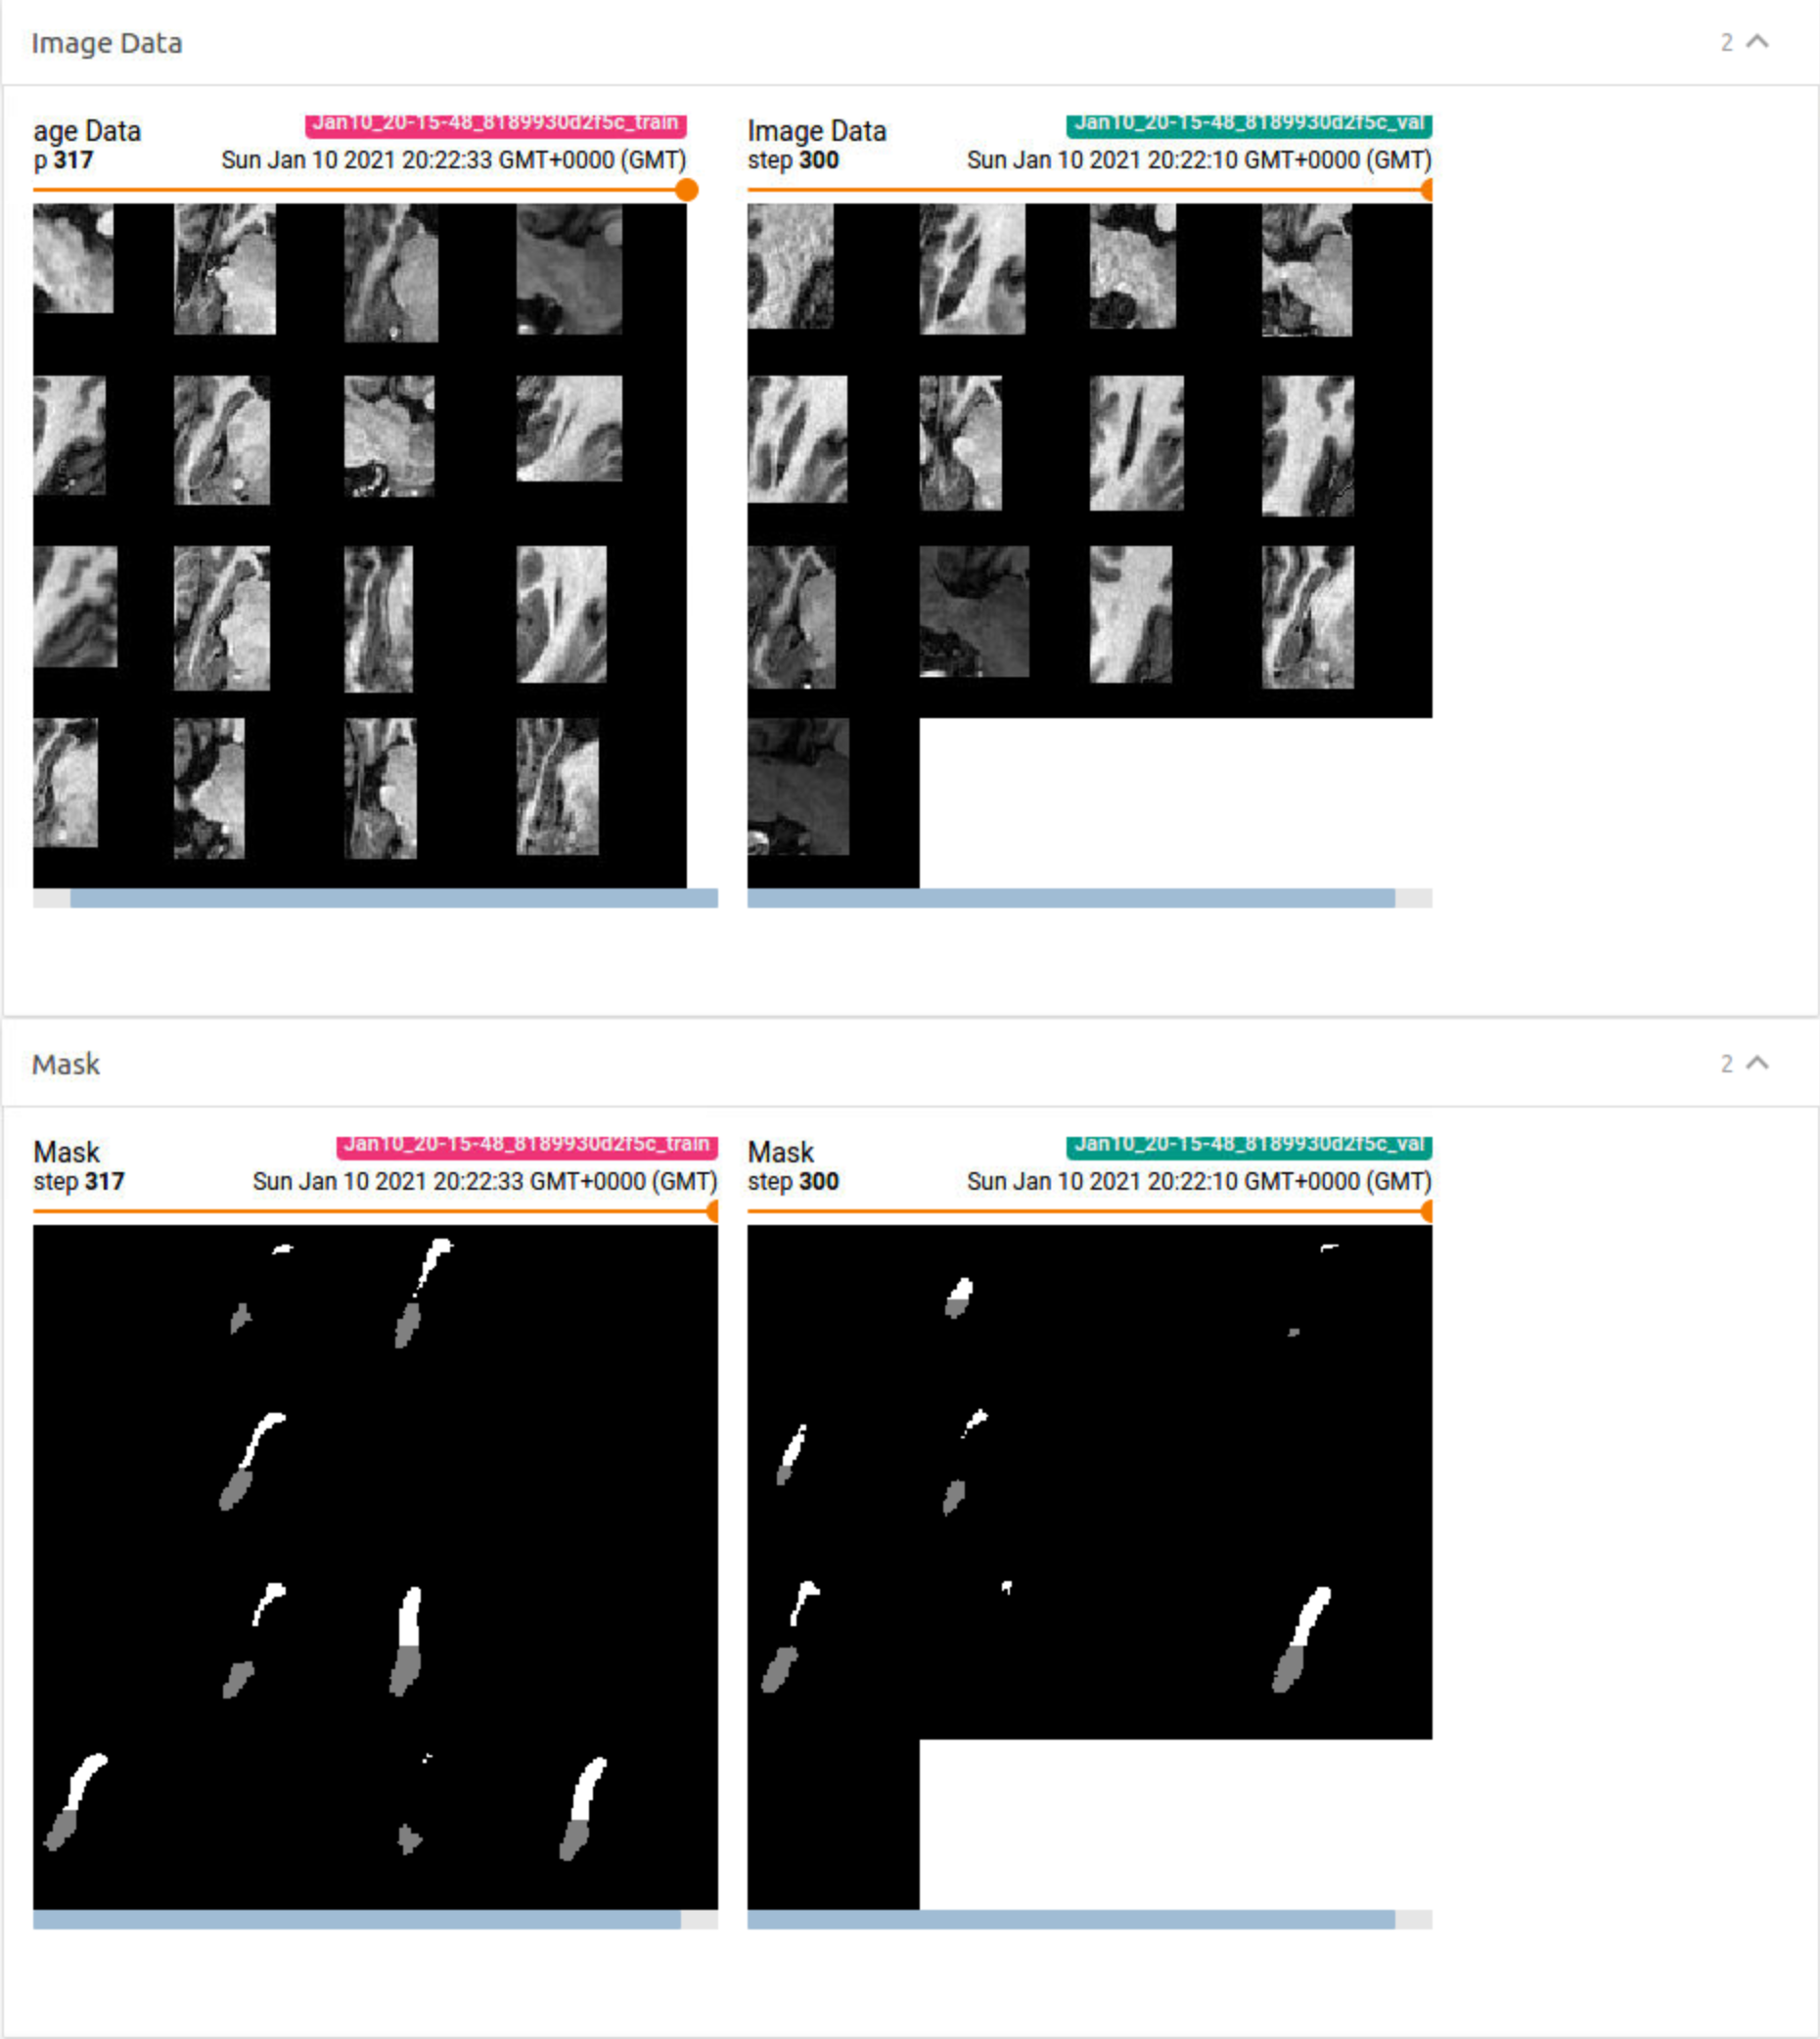 Image Data
2
age Data
Jan10_20-15-48_8189930d2f5c_train
p 317
Sun Jan 10 2021 20:22:33 GMT+0000 (GMT)
Image Data
Jan10_20-15-48_8189930d2f5c_val
step 300
Sun Jan 10 2021 20:22:10 GMT+0000 (GMT)
Mask
2
Mask
Jan10_20-15-48_8189930d2f5c_train
step 317
Sun Jan 10 2021 20:22:33 GMT+0000 (GMT)
Mask
Jan10_20-15-48_8189930d2f5c_val
step 300
Sun Jan 10 2021 20:22:10 GMT+0000 (GMT)